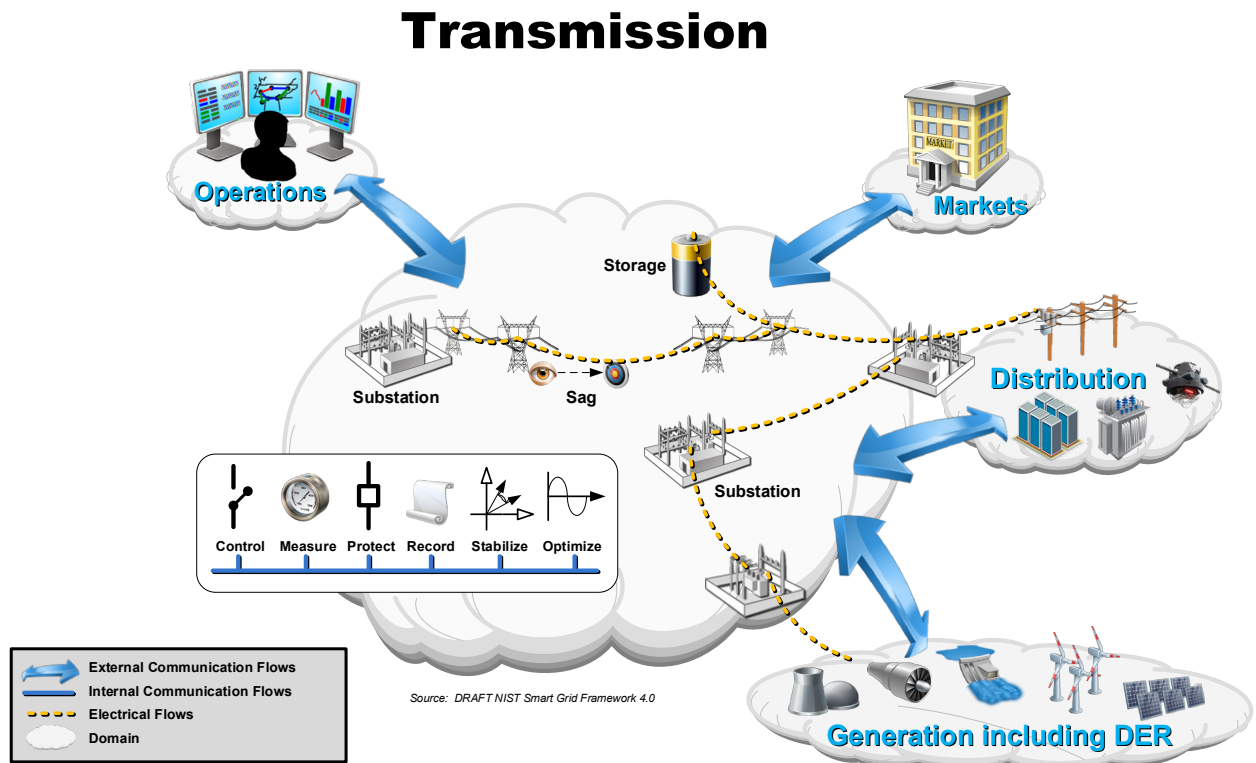 Transmission
Operations
MARKET
Markets
Storage
Substation
Sag
Distribution
Substation
Control Measure Protect Record Stabilize Optimize
External Communication Flows
Internal Communication Flows
Electrical Flows
Domain
Source: DRAFT NIST Smart Grid Framework 4.0
Generation including DER